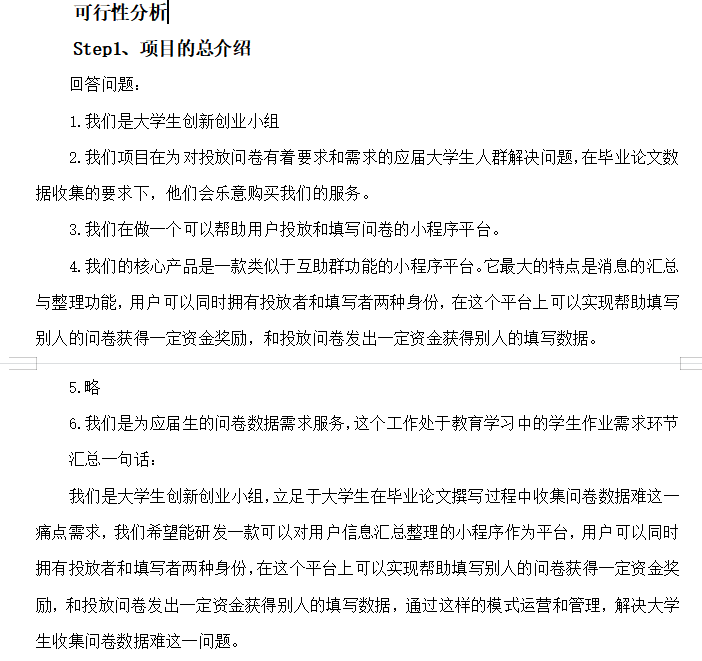 可行性分析
Step1、项目的总介绍
回答问题：
1.我们是大学生创新创业小组
2.我们项目在为对投放问卷有着要求和需求的应届大学生人群解决问题，在毕业论文数
据收集的要求下，他们会乐意购买我们的服务。
3.我们在做一个可以帮助用户投放和填写问卷的小程序平台。
4.我们的核心产品是一款类似于互助群功能的小程序平台。它最大的特点是消息的汇总
与整理功能，用户可以同时拥有投放者和填写者两种身份，在这个平台上可以实现帮助填写
别人的问卷获得一定资金奖励，和投放问卷发出一定资金获得别人的填写数据。
5.略
6.我们是为应届生的问卷数据需求服务，这个工作处于教育学习中的学生作业需求环节
汇总一句话：
我们是大学生创新创业小组，立足于大学生在毕业论文撰写过程中收集问卷数据难这一
痛点需求，我们希望能研发一款可以对用户信息汇总整理的小程序作为平台，用户可以同时
拥有投放者和填写者两种身份，在这个平台上可以实现帮助填写别人的问卷获得一定资金奖
励，和投放问卷发出一定资金获得别人的填写数据，通过这样的模式运营和管理，解决大学
生收集问卷数据难这一问题。